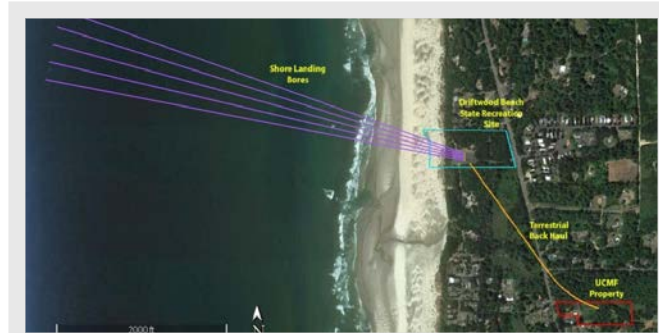 Shore Landing
Bores
Driftwood Beach
State Recreation
Site
Terrestrial
Back Haul
UCMF
Property
2000 ft
N